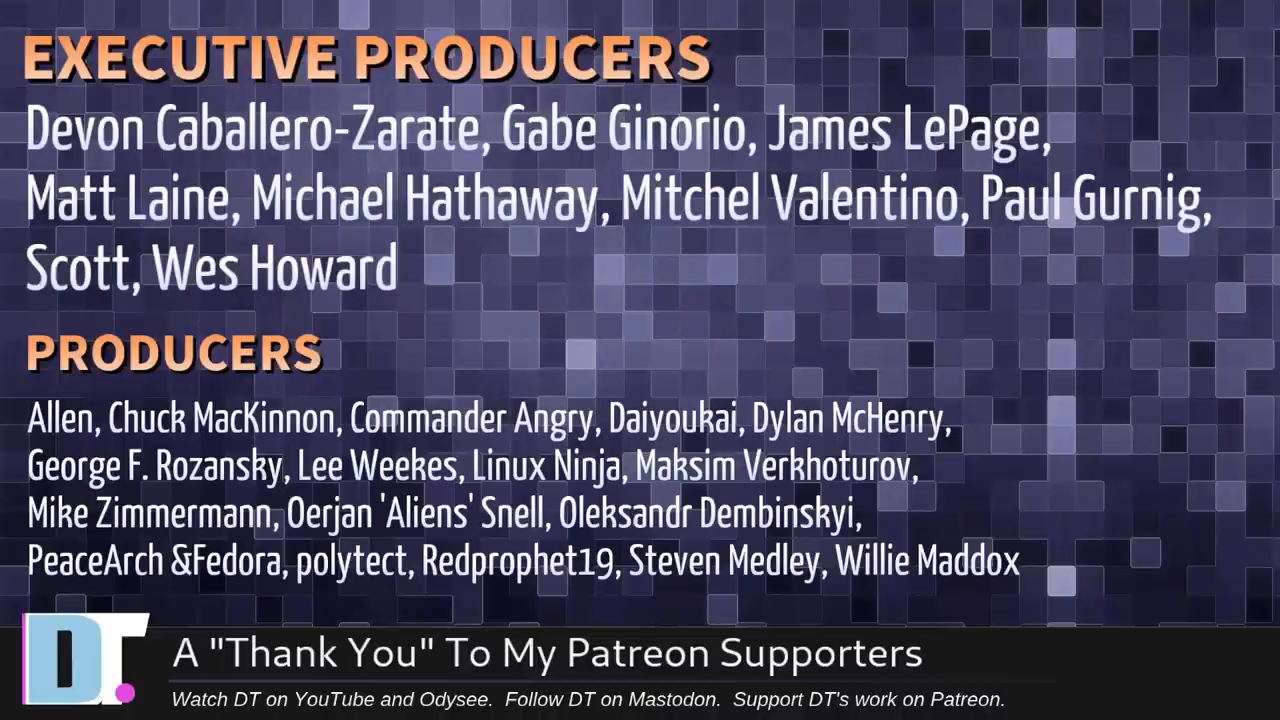 EXECUTIVE PRODUCERS
Devon Caballero-Zarate, Gabe Ginorio, James LePage,
Matt Laine, Michael Hathaway, Mitchel Valentino, Paul Gurnig,
Scott, Wes Howard
PRODUCERS
Allen, Chuck MacKinnon, Commander Angry, Daiyoukai, Dylan McHenry,
George F. Rozansky, Lee Weekes, Linux Ninja, Maksim Verkhoturov,
Mike Zimmermann, Oerjan 'Aliens' Snell, Oleksandr Dembinskyi,
PeaceArch &Fedora, polytect, Redprophet19, Steven Medley, Willie Maddox
DT.
A "Thank You" To My Patreon Supporters
Watch DT on YouTube and Odysee. Follow DT on Mastodon. Support DT's work on Patreon.